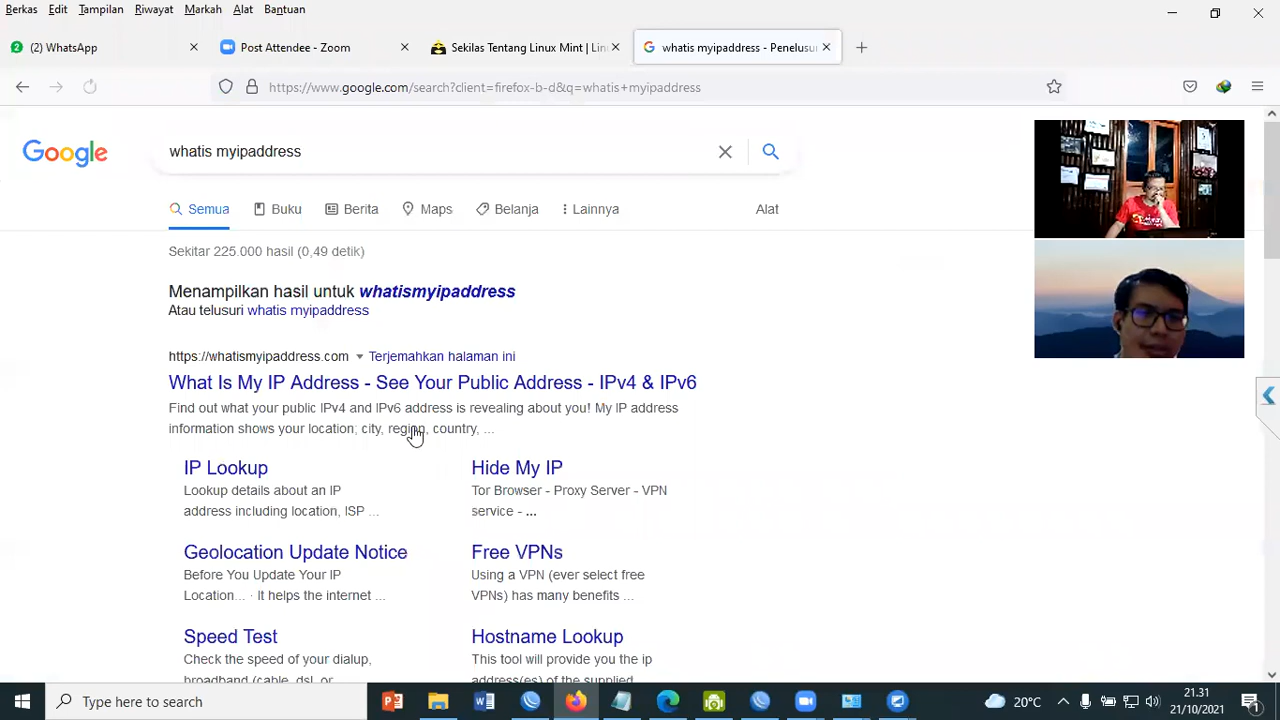 Berkas Edit Tampilan Riwayat Markah Alat Bantuan
2 (2) WhatsApp
Post Attendee - Zoom
Sekilas Tentang Linux Mint | Lin
whatis myipaddress - Penelusur
https://www.google.com/search?client=firefox-b-d&q=whatis+myipaddress
Google
whatis myipaddress
Semua Buku Berita Maps Belanja Lainnya Alat
Sekitar 225.000 hasil (0,49 detik)
Menampilkan hasil untuk whatismyipaddress
Atau telusuri whatis myipaddress
https://whatismyipaddress.com Terjemahkan halaman ini
What Is My IP Address - See Your Public Address - IPv4 & IPv6
Find out what your public IPv4 and IPv6 address is revealing about you! My IP address
information shows your location; city, region, country, ...
IP Lookup
Lookup details about an IP
address including location, ISP ...
Hide My IP
Tor Browser - Proxy Server - VPN
service - ...
Geolocation Update Notice
Before You Update Your IP
Location... · It helps the internet ...
Free VPNs
Using a VPN (ever select free
VPNs) has many benefits ...
Speed Test
Check the speed of your dialup,
broadband (cable, dsl, or
Hostname Lookup
This tool will provide you the ip
address(es) of the supplied
Type here to search
20°C
21.31
21/10/2021
1